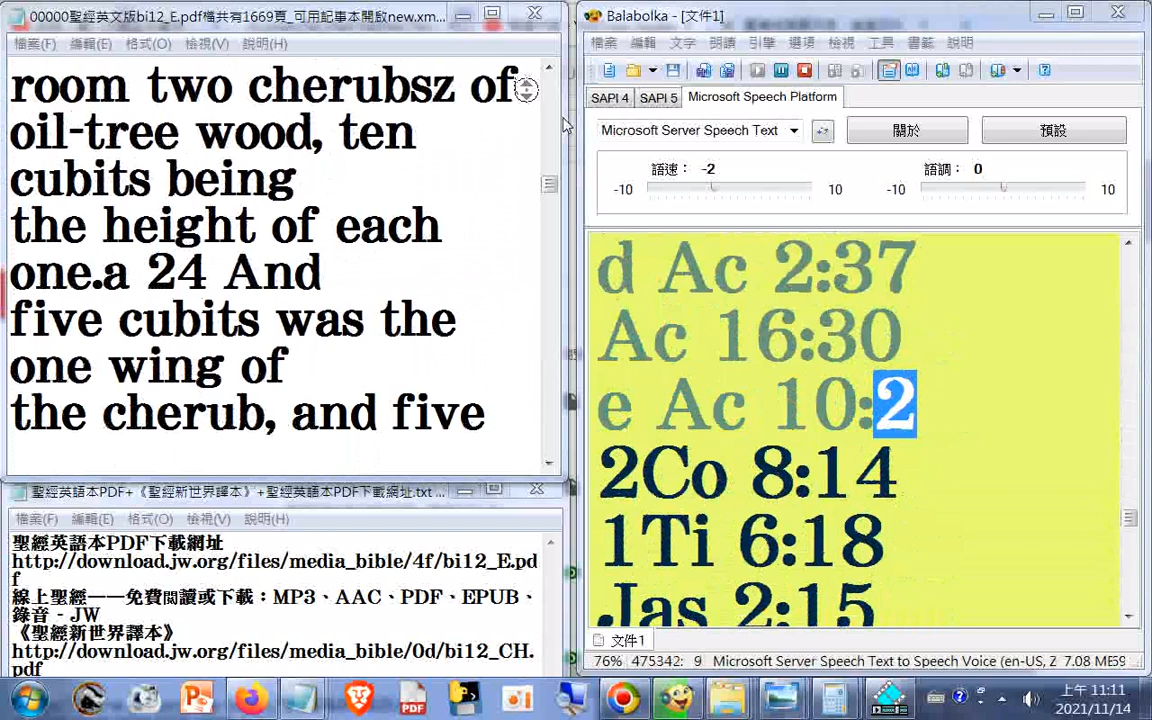 00000聖經英文版bi12_E.pdf檔共有1669頁_可用記事本開啟new.xm...
檔案(F) 編輯(E) 格式(O) 檢視(V) 說明(H)
room two cherubsz of
oil-tree wood, ten
cubits being
the height of each
one.a 24 And
five cubits was the
one wing of
the cherub, and five
聖經英語本PDF+《聖經新世界譯本》+聖經英語本PDF下載網址.txt ...
檔案(F) 編輯(E) 格式(O) 檢視(V) 說明(H)
聖經英語本PDF下載網址
http://download.jw.org/files/media_bible/4f/bi12_E.pd
f
線上聖經——免費閱讀或下載：MP3、AAC、PDF、EPUB、
錄音 - JW
《聖經新世界譯本》
http://download.jw.org/files/media_bible/0d/bi12_CH.
pdf
Balabolka - [文件1]
檔案 編輯 文字 朗讀 引擎 選項 檢視 工具 書籤 說明
SAPI 4 SAPI 5 Microsoft Speech Platform
Microsoft Server Speech Text 關於 預設
語速： -2 語調： 0
-10 10 -10 10
d Ac 2:37
Ac 16:30
e Ac 10:2
2Co 8:14
1Ti 6:18
Jas 2:15
文件1
76% 475342: 9 Microsoft Server Speech Text to Speech Voice (en-US, Z 7.08 ME59
PDF
上午 11:11
2021/11/14